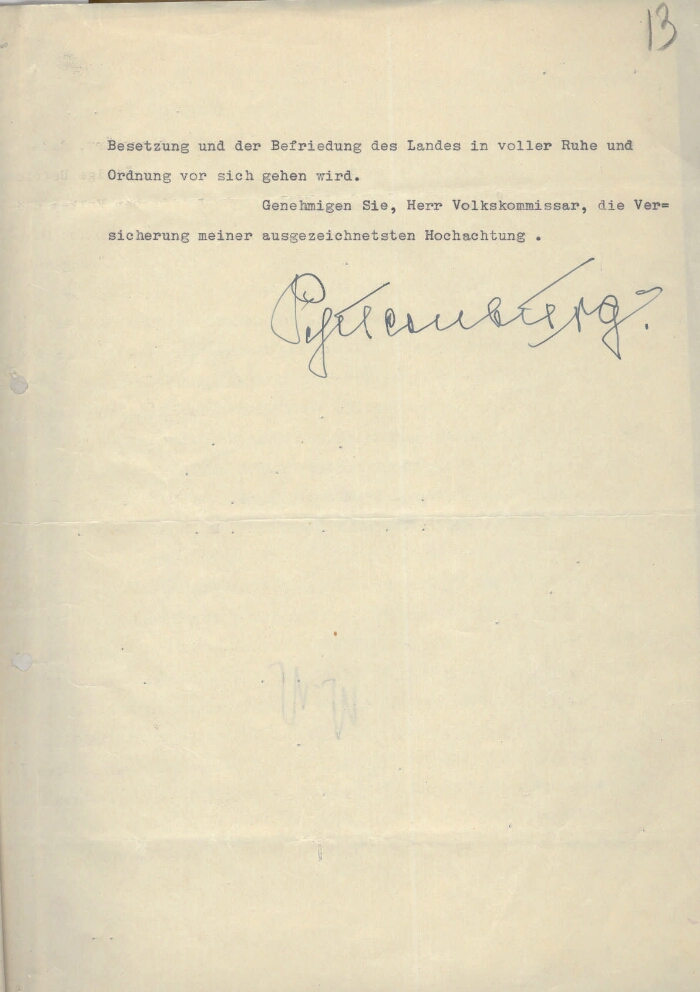 13
Besetzung und der Befriedung des Landes in voller Ruhe und
Ordnung vor sich gehen wird.
Genehmigen Sie, Herr Volkskommissar, die Ver=
sicherung meiner ausgezeichnetsten Hochachtung .